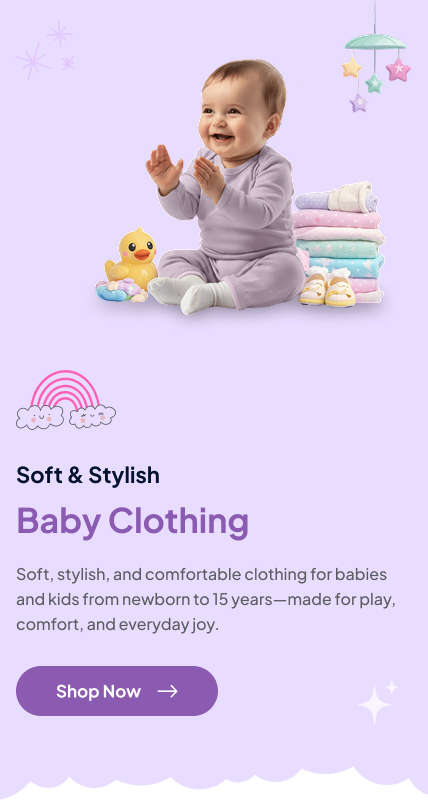 Soft & Stylish
Baby Clothing
Soft, stylish, and comfortable clothing for babies
and kids from newborn to 15 years—made for play,
comfort, and everyday joy.
Shop Now